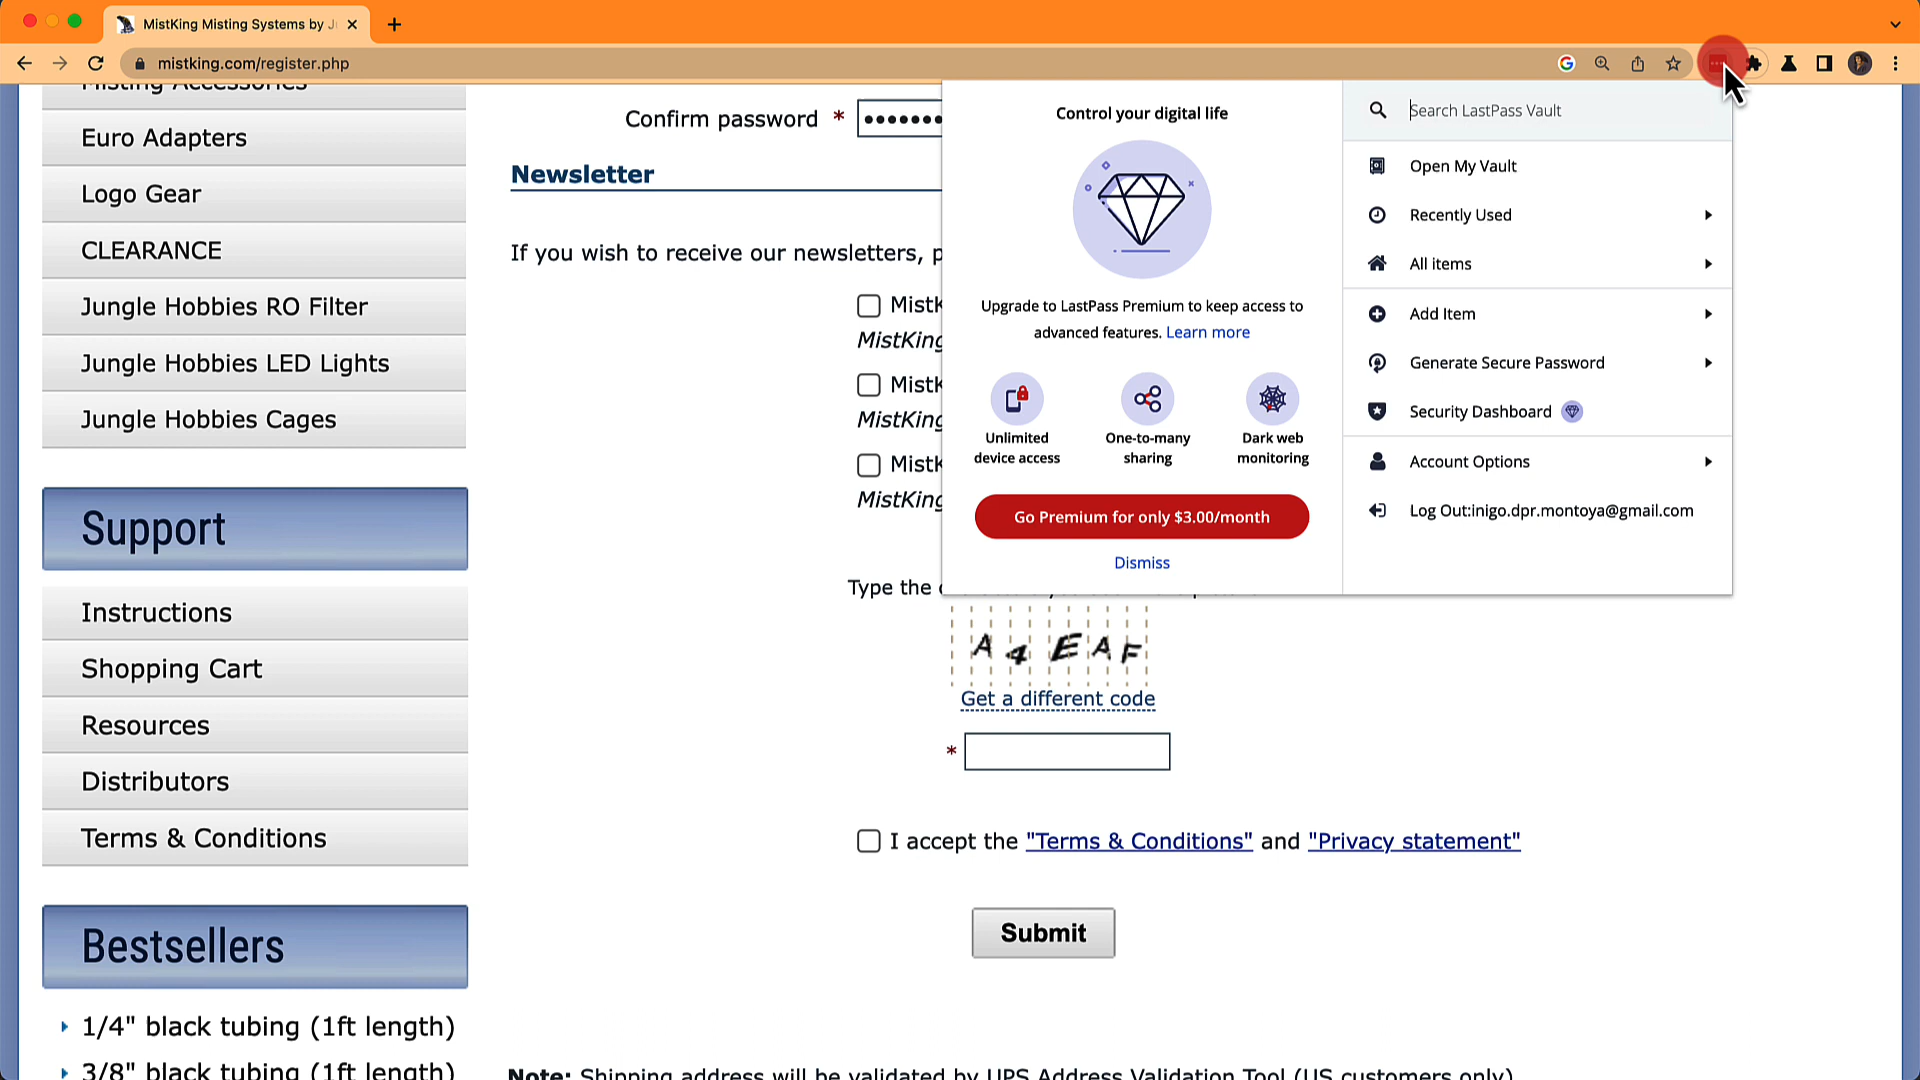 MistKing Misting Systems by J
mistking.com/register.php
Misting Accessories
Euro Adapters
Logo Gear
CLEARANCE
Jungle Hobbies RO Filter
Jungle Hobbies LED Lights
Jungle Hobbies Cages
Support
Instructions
Shopping Cart
Resources
Distributors
Terms & Conditions
Bestsellers
1/4" black tubing (1ft length)
3/8" black tubing (1ft length)
Confirm password *
Newsletter
If you wish to receive our newsletters, p
MistK
MistKing
MistK
MistKing
MistK
MistKing
Type the
A4EAF
Get a different code
*
I accept the "Terms & Conditions" and "Privacy statement"
Submit
Note: Shipping address will be validated by UPS Address Validation Tool (US customers only)
Control your digital life
Upgrade to LastPass Premium to keep access to
advanced features. Learn more
Unlimited
device access
One-to-many
sharing
Dark web
monitoring
Go Premium for only $3.00/month
Dismiss
Search LastPass Vault
Open My Vault
Recently Used
All items
Add Item
Generate Secure Password
Security Dashboard
Account Options
Log Out:inigo.dpr.montoya@gmail.com